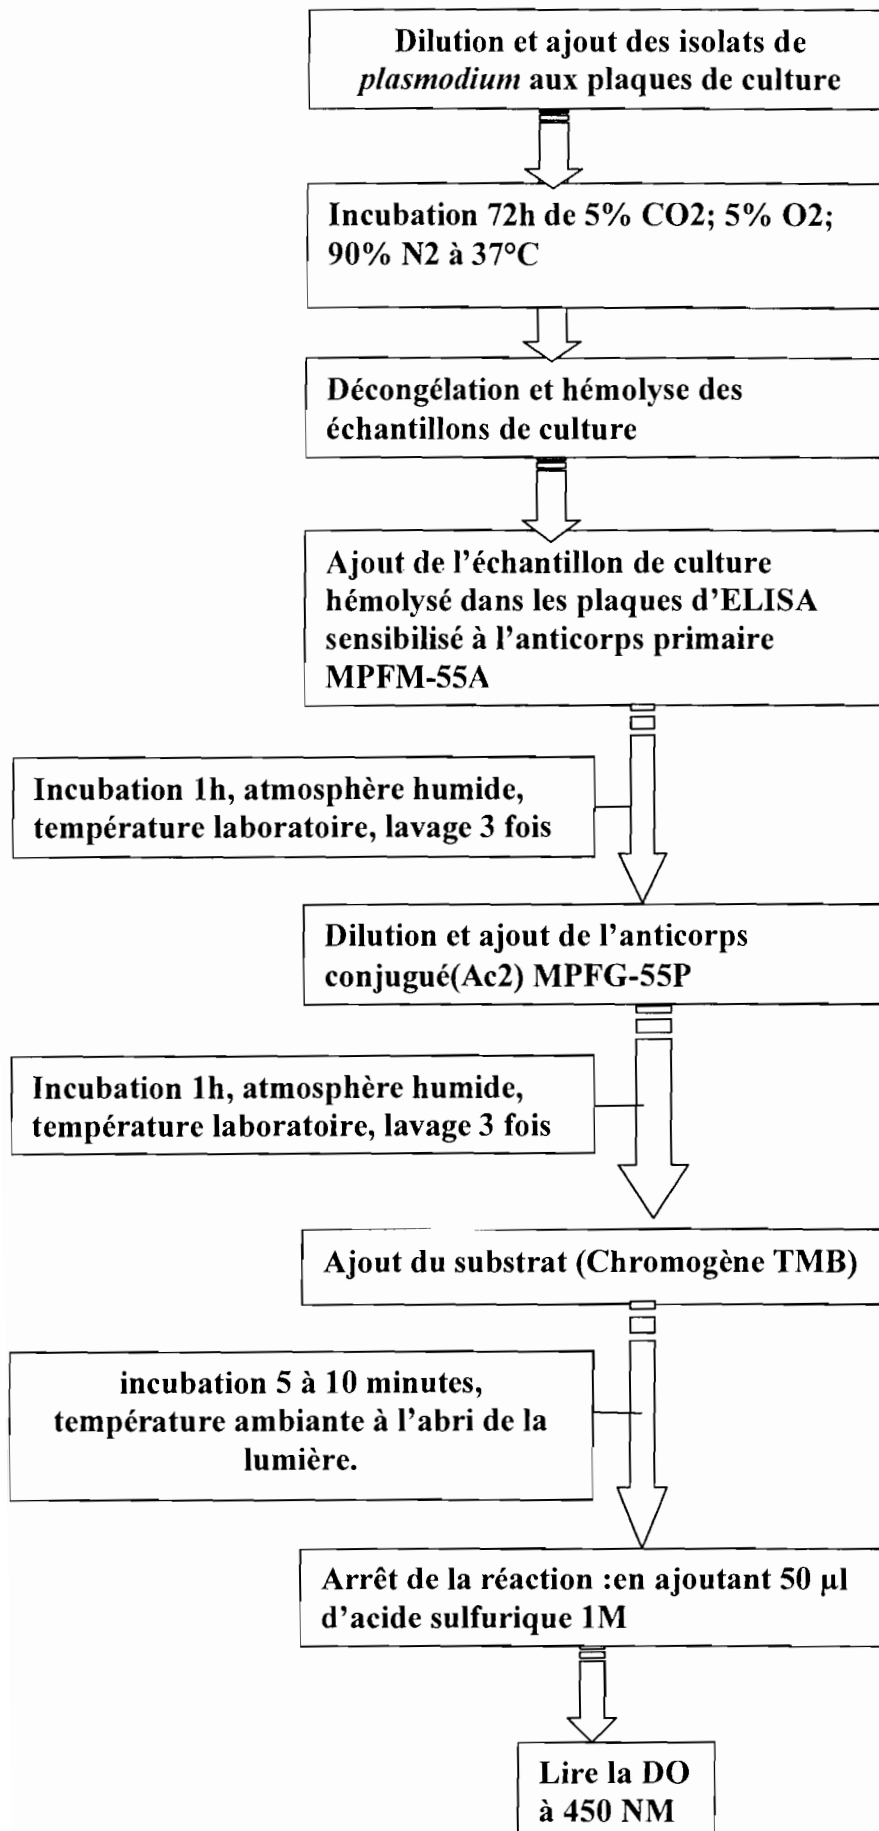 Dilution et ajout des isolats de
plasmodium aux plaques de culture
Incubation 72h de 5% CO2; 5% O2;
90% N2 à 37°C
Décongélation et hémolyse des
échantillons de culture
Ajout de l'échantillon de culture
hémolysé dans les plaques d'ELISA
sensibilisé à l'anticorps primaire
MPFM-55A
Incubation 1h, atmosphère humide,
température laboratoire, lavage 3 fois
Dilution et ajout de l'anticorps
conjugué(Ac2) MPFG-55P
Incubation 1h, atmosphère humide,
température laboratoire, lavage 3 fois
Ajout du substrat (Chromogène TMB)
incubation 5 à 10 minutes,
température ambiante à l'abri de la
lumière.
Arrêt de la réaction :en ajoutant 50 µl
d'acide sulfurique 1M
Lire la DO
à 450 NM